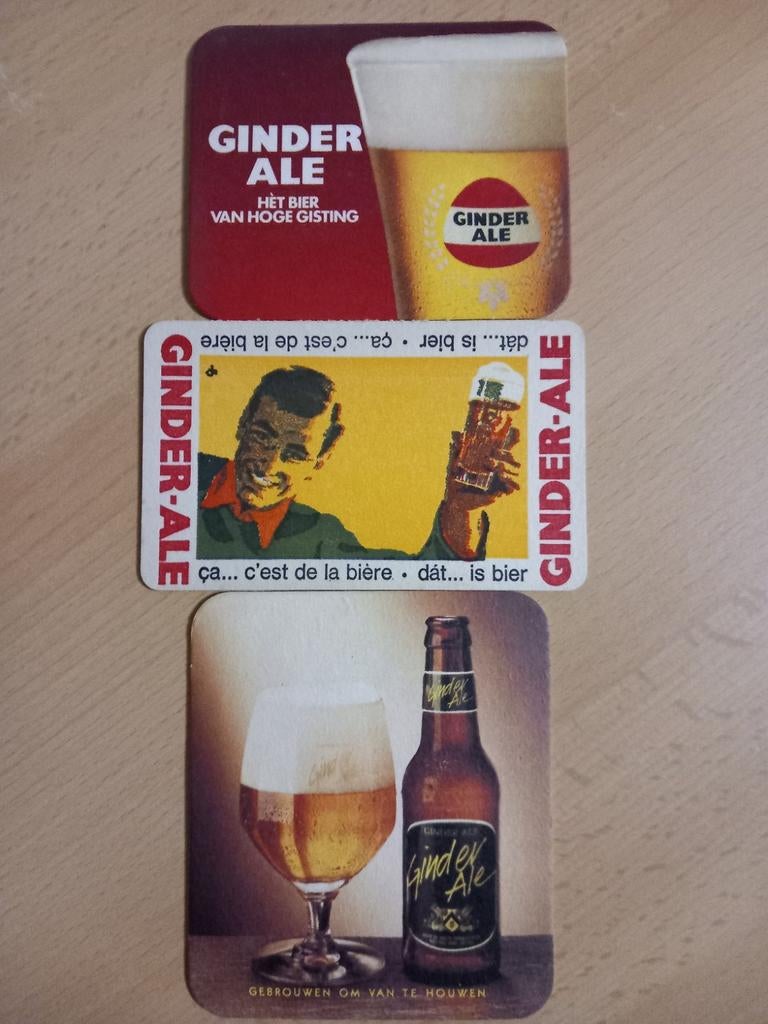 GINDER
ALE
HÈT BIER
VAN HOGE GISTING
GINDER
ALE
dát... is bier • ça... c'est de la bière
GINDER-ALE
GINDER-ALE
ça... c'est de la bière • dát... is bier
Ginder
Ale
GINDER ALE
Ginder
Ale
GEBROUWEN OM VAN TE HOUWEN